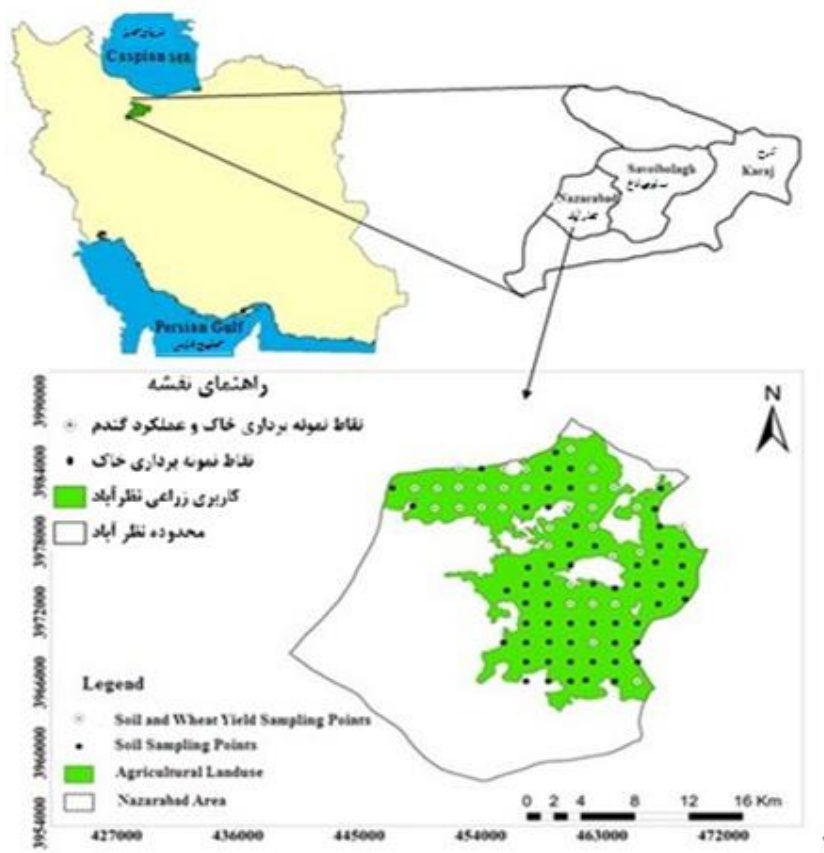 Caspian sea
Savojbolagh
Karaj
Nazarabad
Persian Gulf
راهنمای نقشه
نقاط نمونه برداری خاک و عملکرد گندم
نقاط نمونه برداری خاک
کاربری زراعی نظرآباد
محدوده نظر آباد
N
3990000
3984000
3978000
3972000
3966000
3960000
3954000
Legend
Soil and Wheat Yield Sampling Points
Soil Sampling Points
Agricultural Landuse
Nazarabad Area
0 2 4 8 12 16 Km
427000 436000 445000 454000 463000 472000